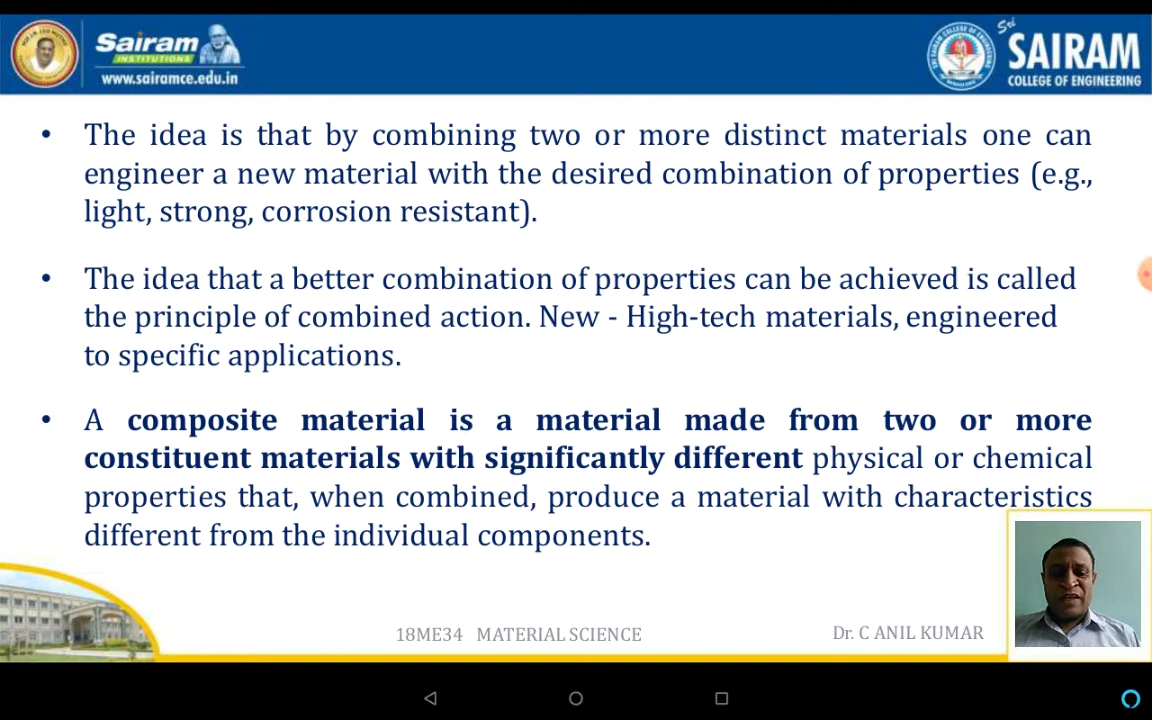 Sairam
INSTITUTIONS
www.sairamce.edu.in
Sri
SAIRAM
COLLEGE OF ENGINEERING
• The idea is that by combining two or more distinct materials one can
engineer a new material with the desired combination of properties (e.g.,
light, strong, corrosion resistant).
• The idea that a better combination of properties can be achieved is called
the principle of combined action. New - High-tech materials, engineered
to specific applications.
• A composite material is a material made from two or more
constituent materials with significantly different physical or chemical
properties that, when combined, produce a material with characteristics
different from the individual components.
18ME34 MATERIAL SCIENCE
Dr. C ANIL KUMAR